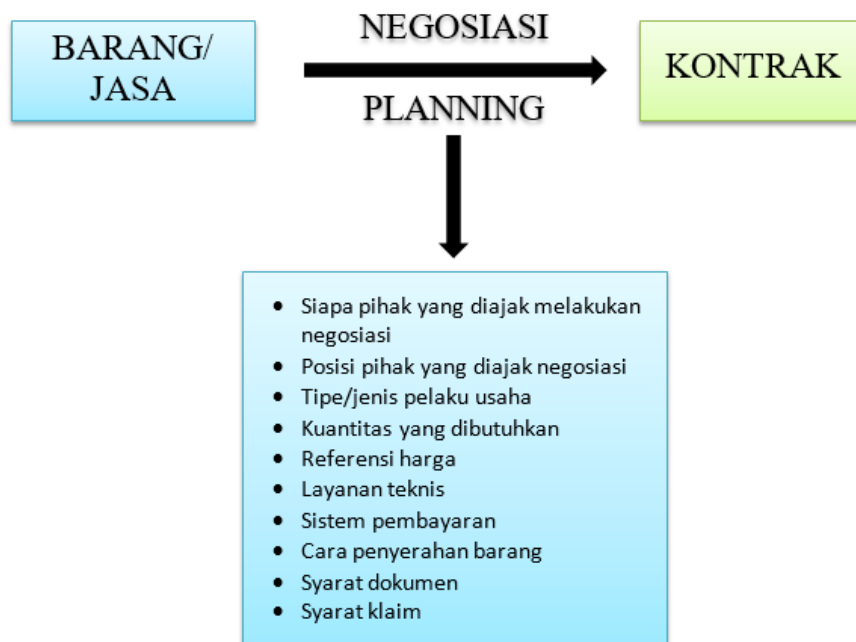 BARANG/
JASA
NEGOSIASI
PLANNING
KONTRAK
• Siapa pihak yang diajak melakukan
negosiasi
• Posisi pihak yang diajak negosiasi
• Tipe/jenis pelaku usaha
• Kuantitas yang dibutuhkan
• Referensi harga
• Layanan teknis
• Sistem pembayaran
• Cara penyerahan barang
• Syarat dokumen
• Syarat klaim